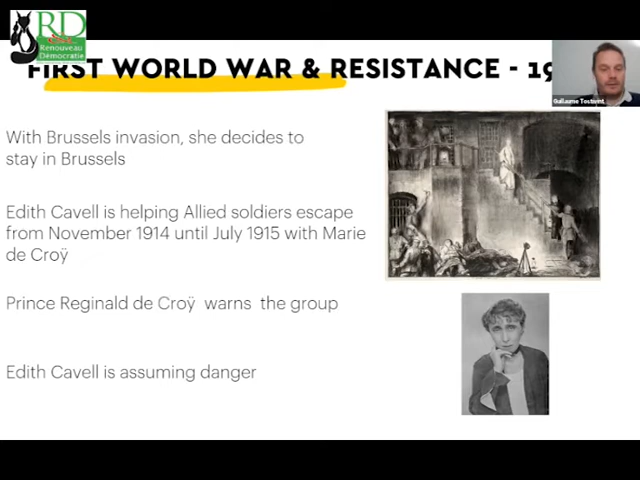 RD
Renouveau
Démocratie
FIRST WORLD WAR & RESISTANCE - 19
Guillaume Tostivint
With Brussels invasion, she decides to
stay in Brussels
Edith Cavell is helping Allied soldiers escape
from November 1914 until July 1915 with Marie
de Croÿ
Prince Reginald de Croÿ warns the group
Edith Cavell is assuming danger